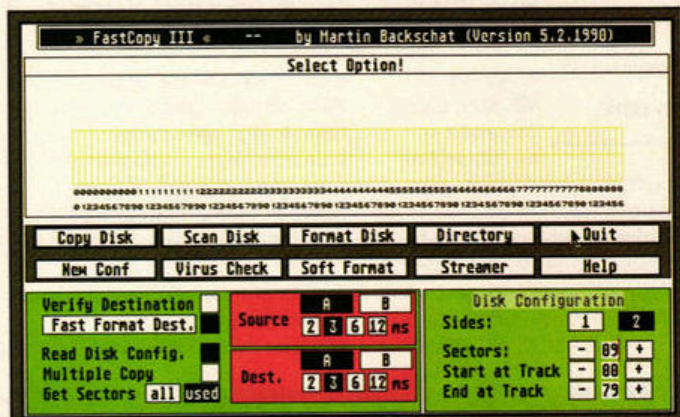 » FastCopy III « -- by Martin Backschat (Version 5.2.1990)
Select Option!
000000000011111111112222222222333333333344444444445555555555666666666677777777778888888
012345678901234567890123456789012345678901234567890123456789012345678901234567890123456
Copy Disk Scan Disk Format Disk Directory Quit
New Conf Virus Check Soft Format Streamer Help
Verify Destination
Fast Format Dest.
Read Disk Config.
Multiple Copy
Get Sectors all used
Source A B
2 3 6 12 ms
Dest. A B
2 3 6 12 ms
Disk Configuration
Sides: 1 2
Sectors: - 09 +
Start at Track - 00 +
End at Track - 79 +